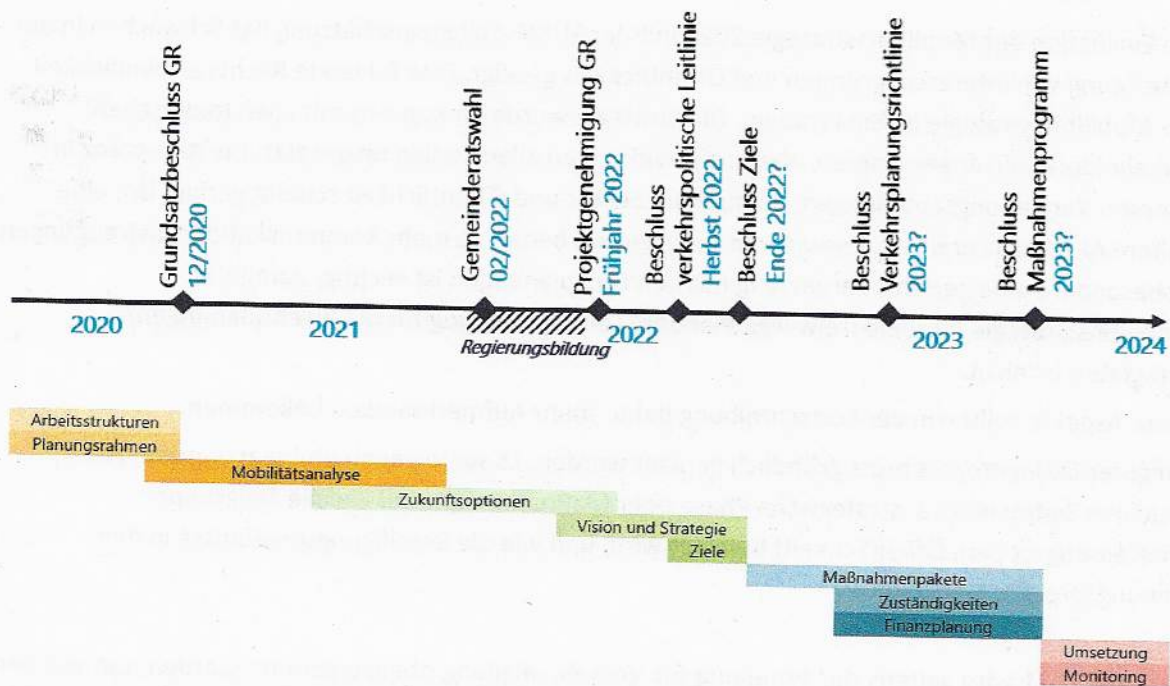 Grundsatzbeschluss GR
12/2020
Gemeinderatswahl
02/2022
Projektgenehmigung GR
Frühjahr 2022
Beschluss
verkehrspolitische Leitlinie
Herbst 2022
Beschluss Ziele
Ende 2022?
Beschluss
Verkehrsplanungsrichtlinie
2023?
Beschluss
Maßnahmenprogramm
2023?
2020
2021
2022
2023
2024
Regierungsbildung
Arbeitsstrukturen
Planungsrahmen
Mobilitätsanalyse
Zukunftsoptionen
Vision und Strategie
Ziele
Maßnahmenpakete
Zuständigkeiten
Finanzplanung
Umsetzung
Monitoring